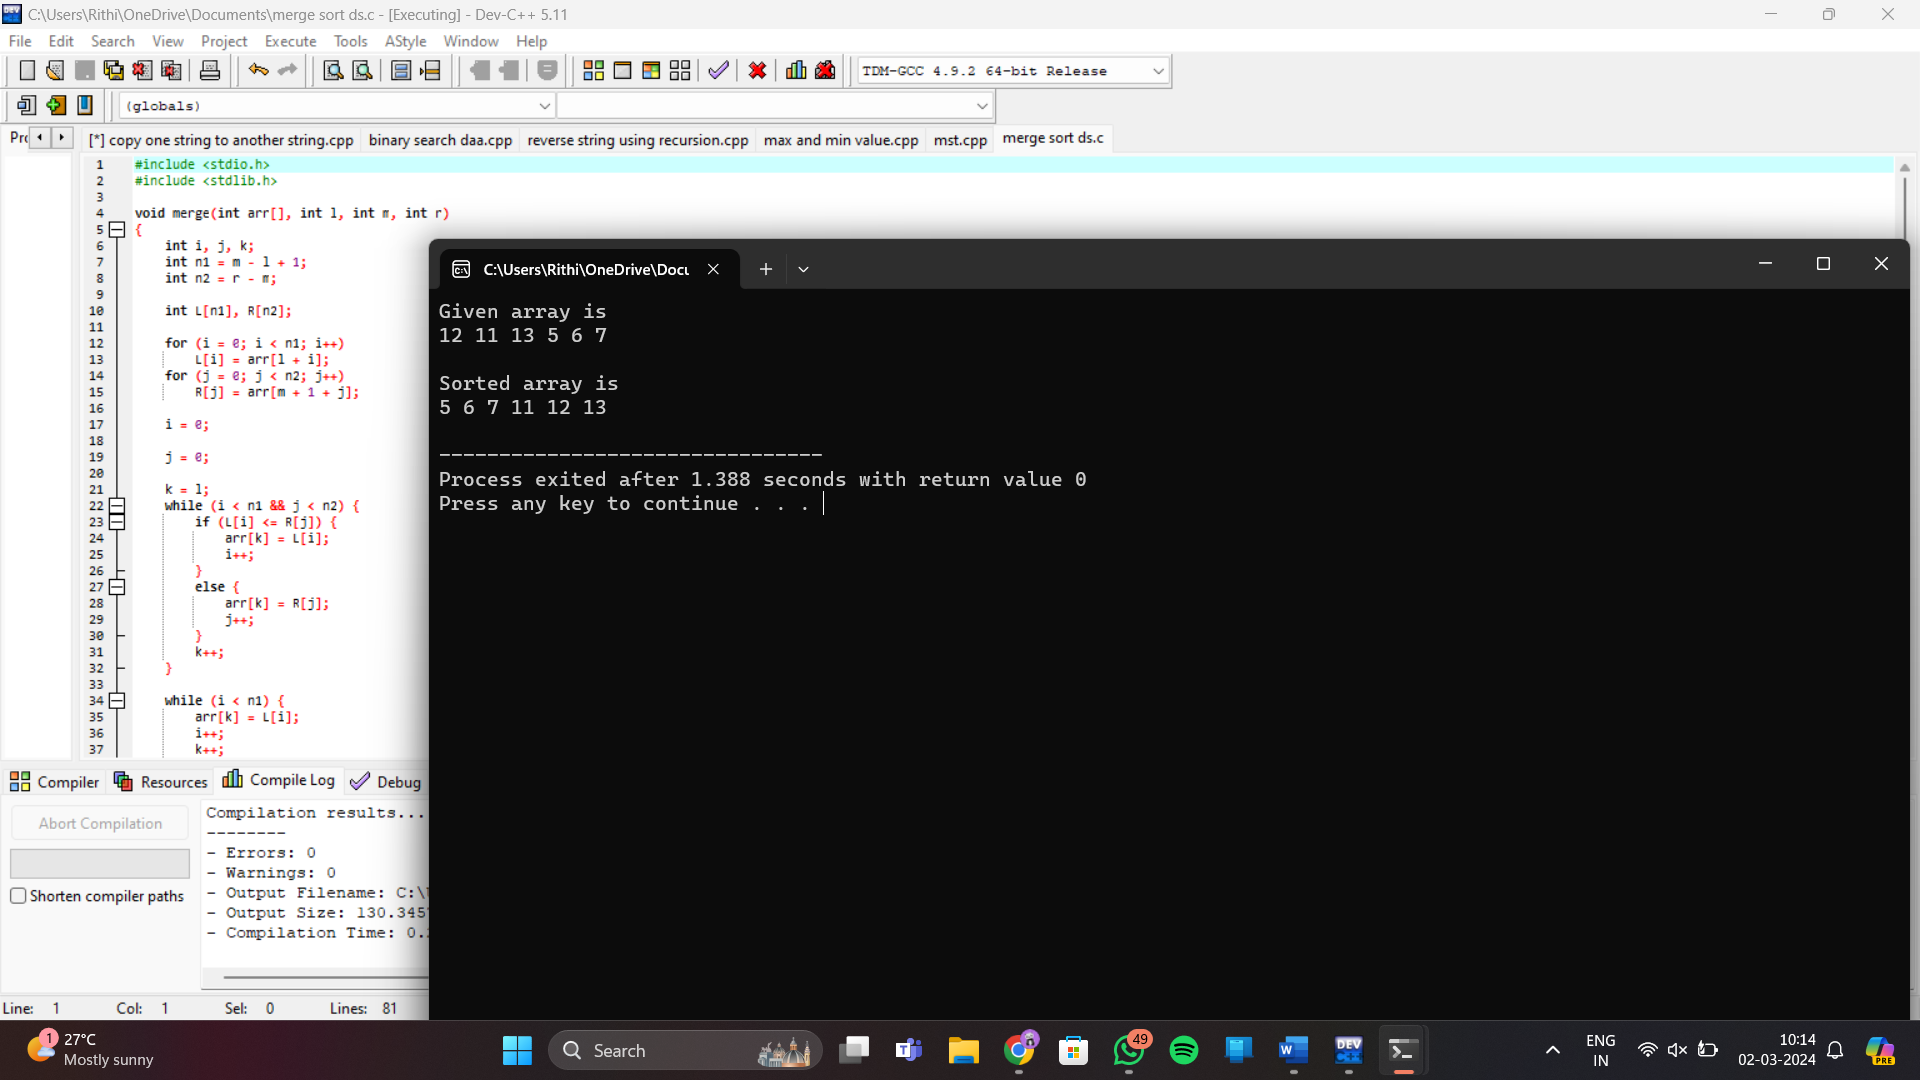 C:\Users\Rithi\OneDrive\Documents\merge sort ds.c - [Executing] - Dev-C++ 5.11
File Edit Search View Project Execute Tools AStyle Window Help
TDM-GCC 4.9.2 64-bit Release
(globals)
[*] copy one string to another string.cpp binary search daa.cpp reverse string using recursion.cpp max and min value.cpp mst.cpp merge sort ds.c
1 #include <stdio.h>
2 #include <stdlib.h>
3
4 void merge(int arr[], int l, int m, int r)
5 {
6 int i, j, k;
7 int n1 = m - l + 1;
8 int n2 = r - m;
9
10 int L[n1], R[n2];
11
12 for (i = 0; i < n1; i++)
13 L[i] = arr[l + i];
14 for (j = 0; j < n2; j++)
15 R[j] = arr[m + 1 + j];
16
17 i = 0;
18
19 j = 0;
20
21 k = l;
22 while (i < n1 && j < n2) {
23 if (L[i] <= R[j]) {
24 arr[k] = L[i];
25 i++;
26 }
27 else {
28 arr[k] = R[j];
29 j++;
30 }
31 k++;
32 }
33
34 while (i < n1) {
35 arr[k] = L[i];
36 i++;
37 k++;
C:\Users\Rithi\OneDrive\Docu
Given array is
12 11 13 5 6 7
Sorted array is
5 6 7 11 12 13
--------------------------------
Process exited after 1.388 seconds with return value 0
Press any key to continue . . .
Compiler Resources Compile Log Debug
Abort Compilation
Shorten compiler paths
Compilation results...
--------
- Errors: 0
- Warnings: 0
- Output Filename: C:\
- Output Size: 130.345
- Compilation Time: 0.
Line: 1 Col: 1 Sel: 0 Lines: 81
1
27°C
Mostly sunny
Search
49
DEV
C++
PRE
ENG
IN
10:14
02-03-2024